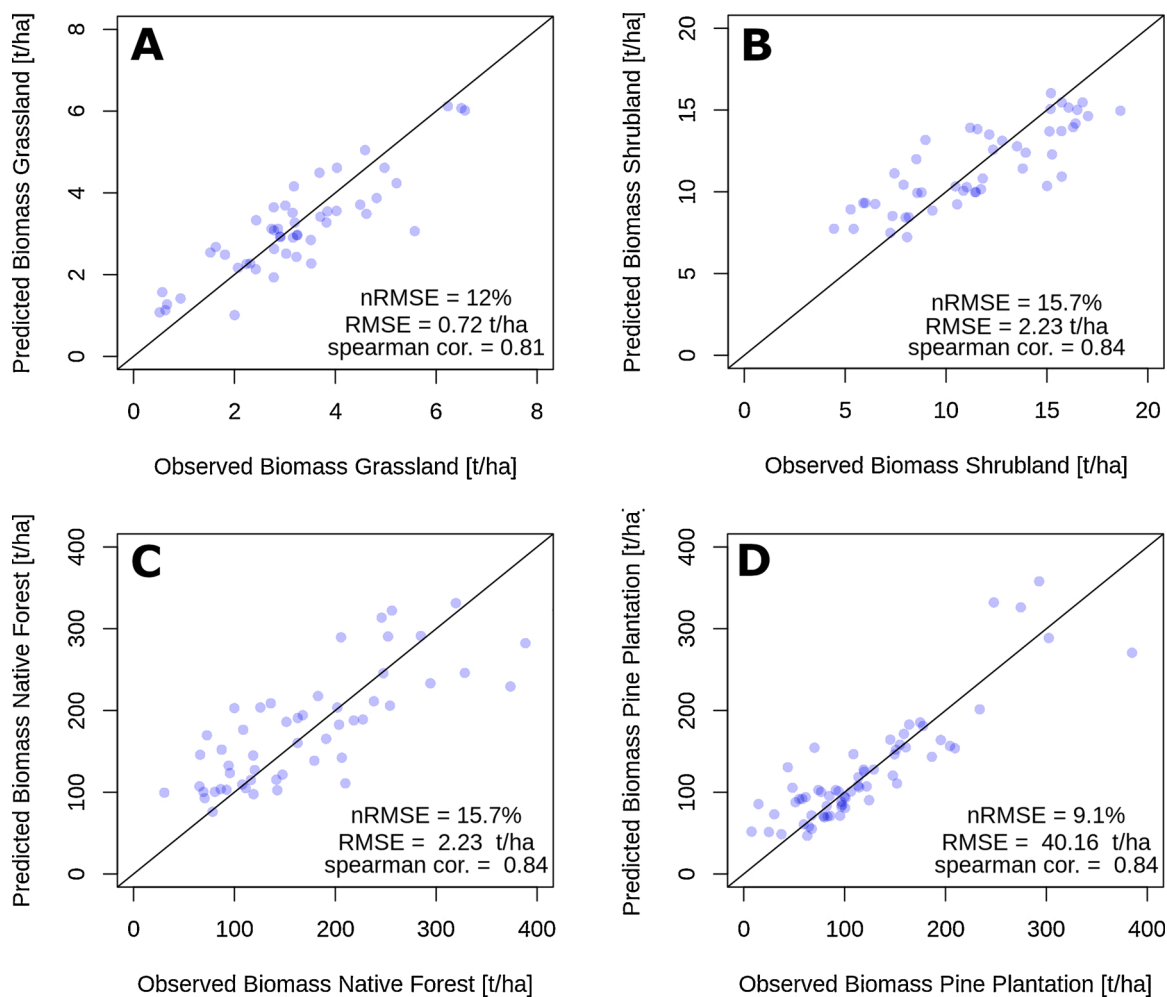 A
Predicted Biomass Grassland [t/ha]
8
6
4
2
0
nRMSE = 12%
RMSE = 0.72 t/ha
spearman cor. = 0.81
0 2 4 6 8
Observed Biomass Grassland [t/ha]
B
Predicted Biomass Shrubland [t/ha]
20
15
10
5
0
nRMSE = 15.7%
RMSE = 2.23 t/ha
spearman cor. = 0.84
0 5 10 15 20
Observed Biomass Shrubland [t/ha]
C
Predicted Biomass Native Forest [t/ha]
400
300
200
100
0
nRMSE = 15.7%
RMSE = 2.23 t/ha
spearman cor. = 0.84
0 100 200 300 400
Observed Biomass Native Forest [t/ha]
D
Predicted Biomass Pine Plantation [t/ha
400
300
200
100
0
nRMSE = 9.1%
RMSE = 40.16 t/ha
spearman cor. = 0.84
0 100 200 300 400
Observed Biomass Pine Plantation [t/ha]